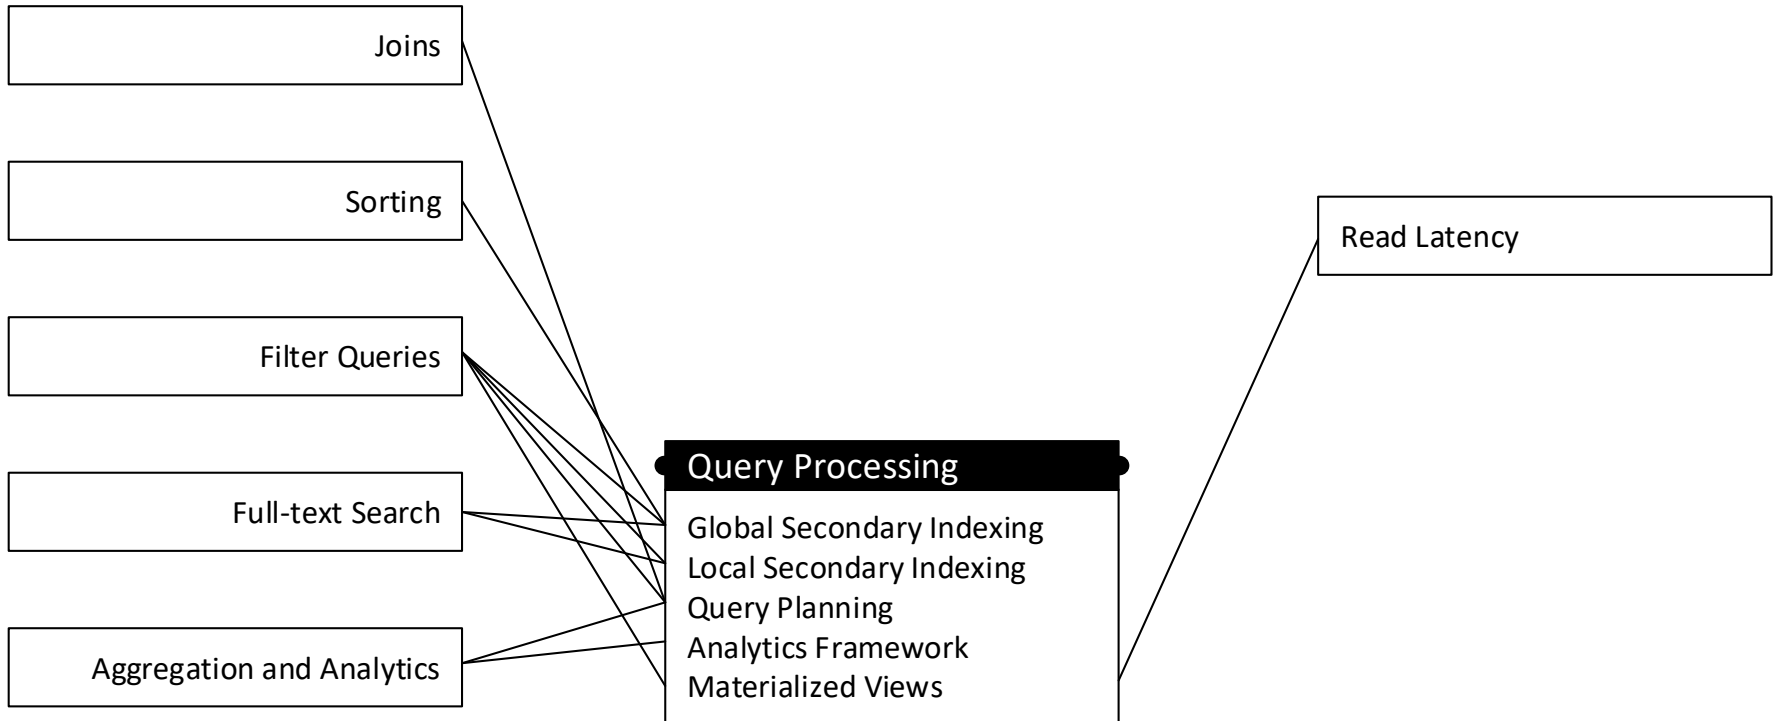 Joins
Sorting
Filter Queries
Full-text Search
Aggregation and Analytics
Query Processing
Global Secondary Indexing
Local Secondary Indexing
Query Planning
Analytics Framework
Materialized Views
Read Latency